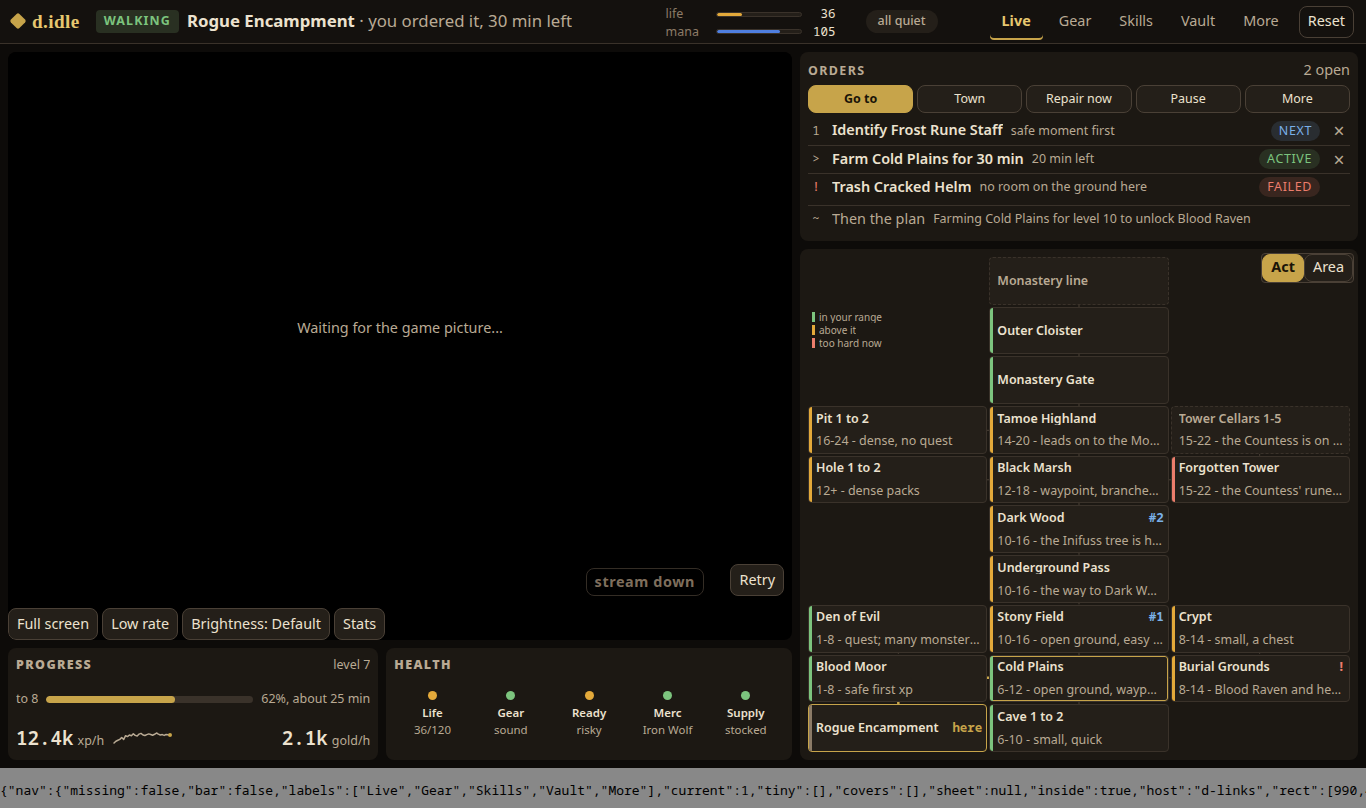 d.idle WALKING Rogue Encampment · you ordered it, 30 min left life 36 all quiet Live Gear Skills Vault More Reset
mana 105
Waiting for the game picture...
stream down Retry
Full screen Low rate Brightness: Default Stats
PROGRESS level 7
to 8 62%, about 25 min
12.4k xp/h 2.1k gold/h
HEALTH
Life Gear Ready Merc Supply
36/120 sound risky Iron Wolf stocked
ORDERS 2 open
Go to Town Repair now Pause More
1 Identify Frost Rune Staff safe moment first NEXT ×
> Farm Cold Plains for 30 min 20 min left ACTIVE ×
! Trash Cracked Helm no room on the ground here FAILED
~ Then the plan Farming Cold Plains for level 10 to unlock Blood Raven
Act Area
Monastery line
in your range
above it
too hard now
Outer Cloister
Monastery Gate
Pit 1 to 2 Tamoe Highland Tower Cellars 1-5
16-24 - dense, no quest 14-20 - leads on to the Mo... 15-22 - the Countess is on ...
Hole 1 to 2 Black Marsh Forgotten Tower
12+ - dense packs 12-18 - waypoint, branche... 15-22 - the Countess' rune...
Dark Wood #2
10-16 - the Inifuss tree is h...
Underground Pass
10-16 - the way to Dark W...
Den of Evil Stony Field #1 Crypt
1-8 - quest; many monster... 10-16 - open ground, easy ... 8-14 - small, a chest
Blood Moor Cold Plains Burial Grounds !
1-8 - safe first xp 6-12 - open ground, wayp... 8-14 - Blood Raven and he...
Rogue Encampment here Cave 1 to 2
6-10 - small, quick
{"nav":{"missing":false,"bar":false,"labels":["Live","Gear","Skills","Vault","More"],"current":1,"tiny":[],"covers":[],"sheet":null,"inside":true,"host":"d-links","rect":[990,